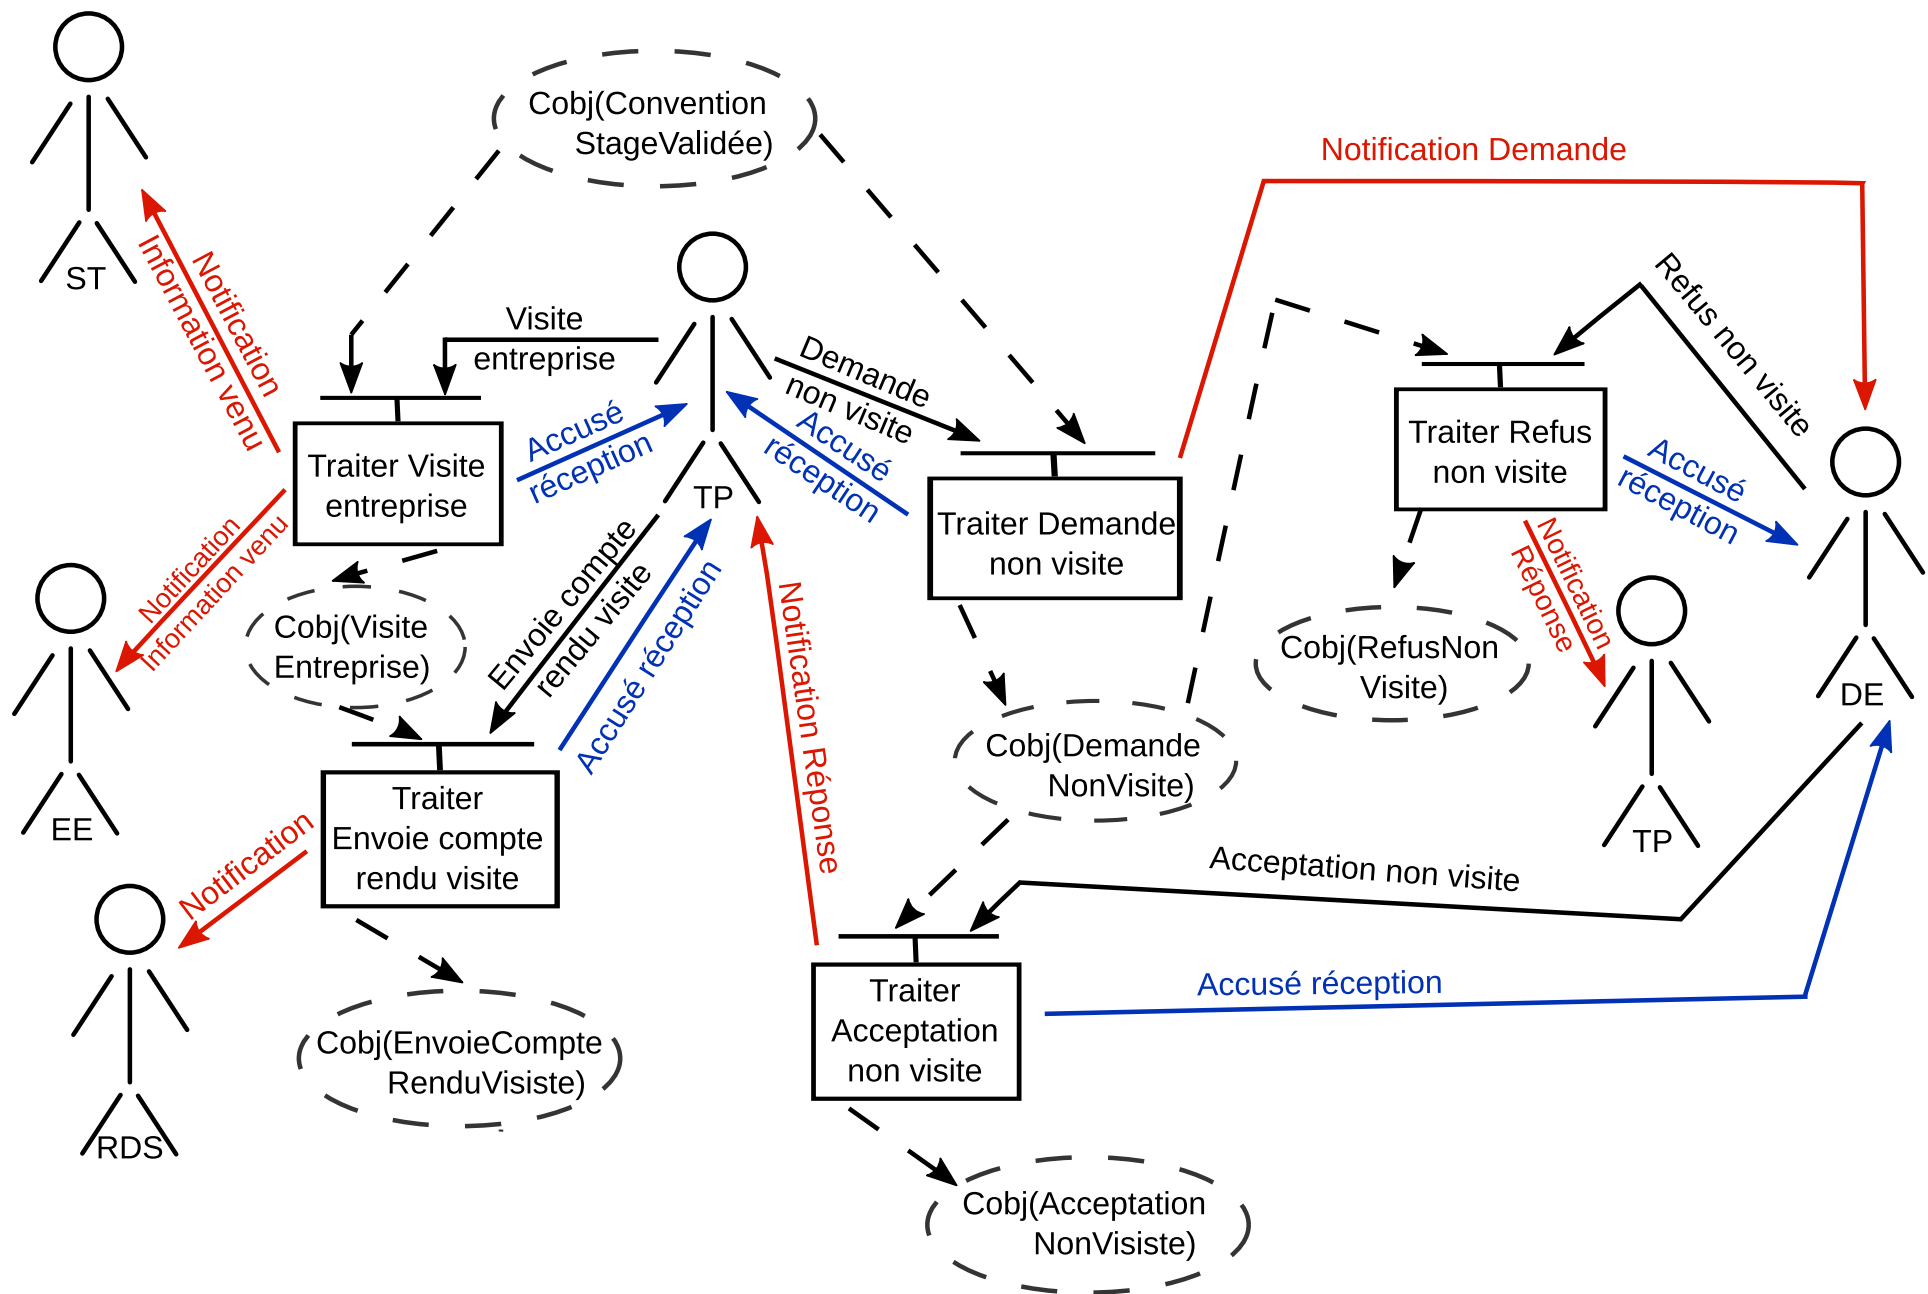 Cobj(Convention
StageValidée)
Notification Demande
ST
Notification
Information venu
Visite
entreprise
Demande
non visite
Refus non visite
Accusé
réception
Accusé
réception
Traiter Visite
entreprise
TP
Traiter Demande
non visite
Traiter Refus
non visite
Accusé
réception
Notification
Information venu
Envoie compte
rendu visite
Accusé réception
Notification Réponse
Notification
Réponse
Cobj(Visite
Entreprise)
Cobj(RefusNon
Visite)
DE
Cobj(Demande
NonVisite)
EE
TP
Traiter
Envoie compte
rendu visite
Notification
Acceptation non visite
Accusé réception
Traiter
Acceptation
non visite
Cobj(EnvoieCompte
RenduVisiste)
RDS
Cobj(Acceptation
NonVisiste)